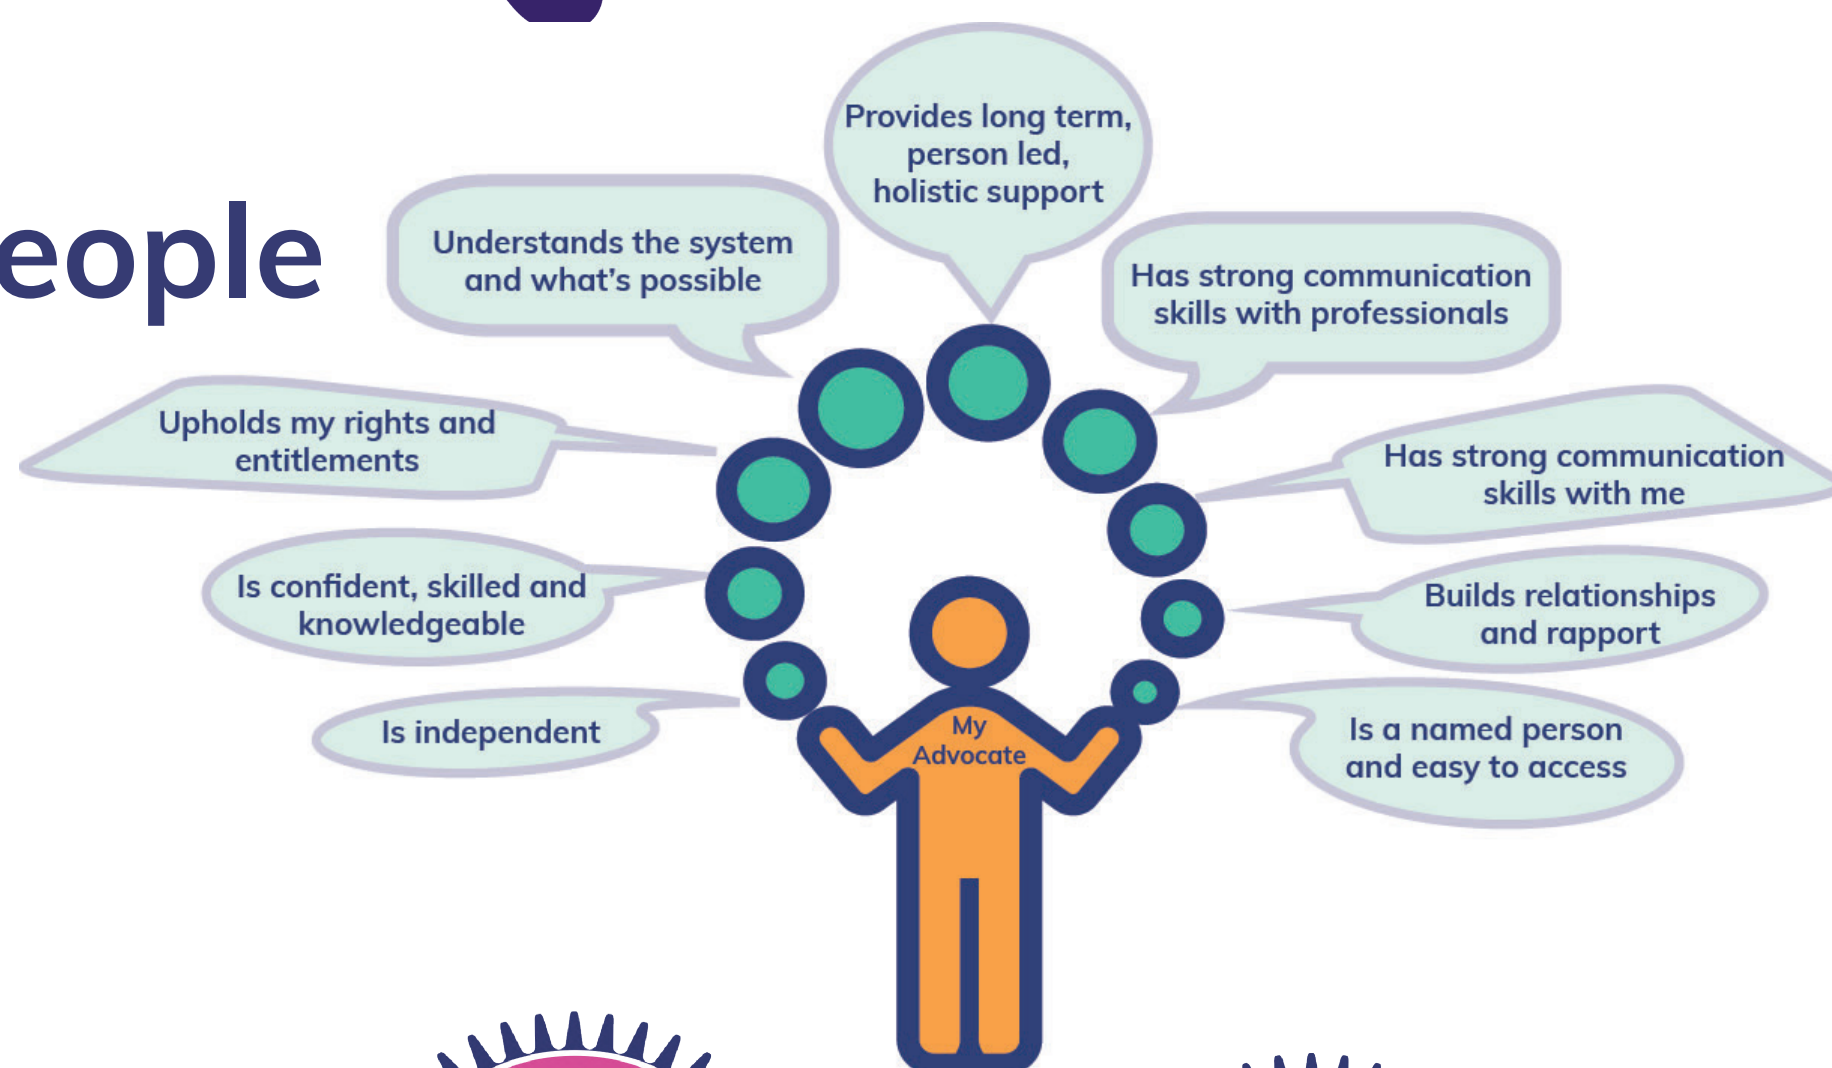 eople
Provides long term,
person led,
holistic support
Understands the system
and what's possible
Has strong communication
skills with professionals
Upholds my rights and
entitlements
Has strong communication
skills with me
Is confident, skilled and
knowledgeable
Builds relationships
and rapport
Is independent
Is a named person
and easy to access
My
Advocate